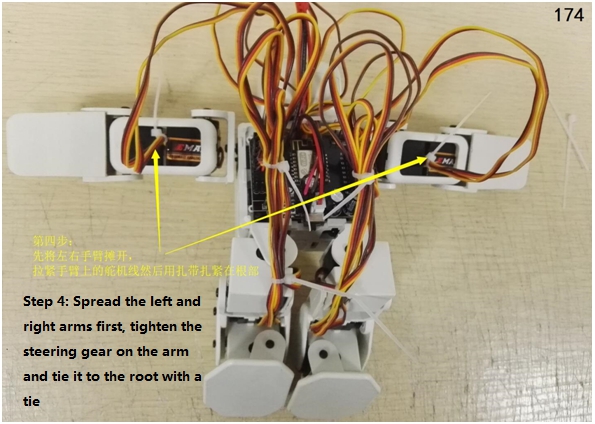 174
第四步：
先将左右手臂摊开，
拉紧手臂上的舵机线然后用扎带扎紧在根部
Step 4: Spread the left and
right arms first, tighten the
steering gear on the arm
and tie it to the root with a
tie